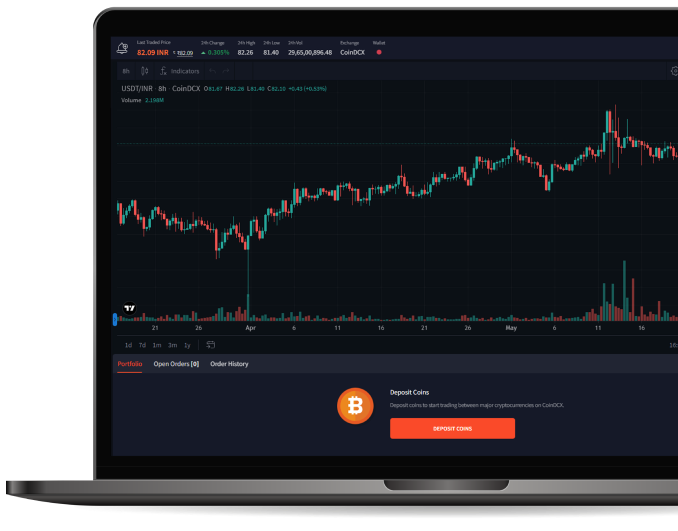 Last Traded Price
24h Change
24h High
24h Low
24h Vol
Exchange
Wallet
82.09 INR ≈ ₹82.09
0.305%
82.26
81.40
29,65,00,896.48
CoinDCX
8h
Indicators
USDT/INR · 8h · CoinDCX O81.67 H82.26 L81.40 C82.10 +0.43 (+0.53%)
Volume 2.198M
21 26 Apr 6 11 16 21 26 May 6 11 16
1d 7d 1m 3m 1y
Portfolio Open Orders [0] Order History
Deposit Coins
Deposit coins to start trading between major cryptocurrencies on CoinDCX.
DEPOSIT COINS